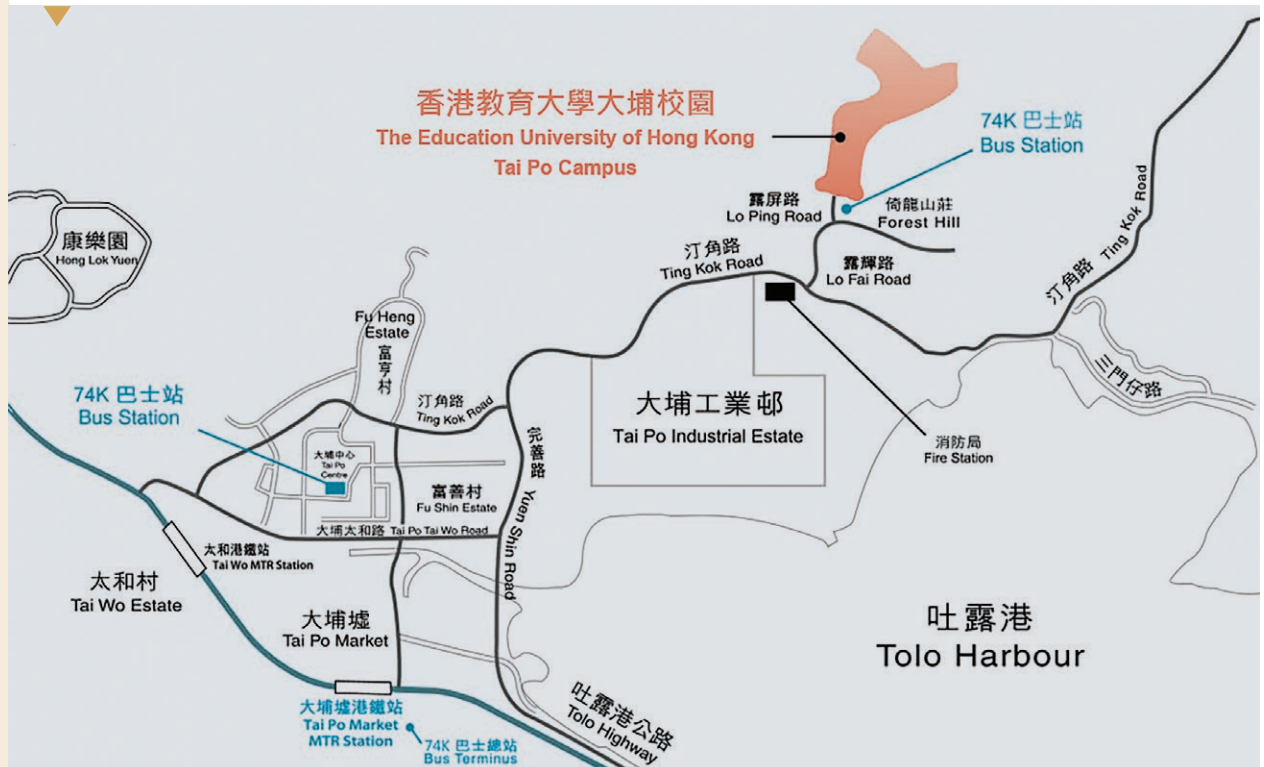 香港教育大學大埔校園
The Education University of Hong Kong
Tai Po Campus
74K 巴士站
Bus Station
露屏路
Lo Ping Road
倚龍山莊
Forest Hill
汀角路
Ting Kok Road
露輝路
Lo Fai Road
汀角路 Ting Kok Road
康樂園
Hong Lok Yuen
Fu Heng
Estate
富亨村
三門仔路
74K 巴士站
Bus Station
汀角路
Ting Kok Road
大埔工業邨
Tai Po Industrial Estate
消防局
Fire Station
大埔中心
Tai Po
Centre
富善村
Fu Shin Estate
完善路 Yuen Shin Road
大埔太和路 Tai Po Tai Wo Road
太和港鐵站
Tai Wo MTR Station
太和村
Tai Wo Estate
大埔墟
Tai Po Market
吐露港
Tolo Harbour
大埔墟港鐵站
Tai Po Market
MTR Station
74K 巴士總站
Bus Terminus
吐露港公路
Tolo Highway